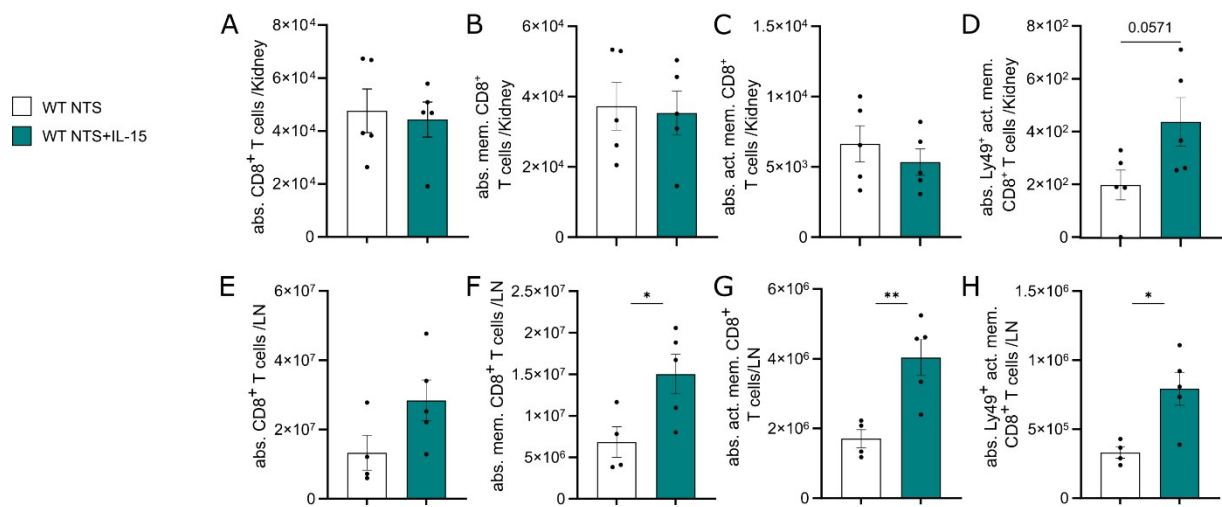 WT NTS
WT NTS+IL-15
A
abs. CD8⁺ T cells /Kidney
8×10⁴
6×10⁴
4×10⁴
2×10⁴
0
B
abs. mem. CD8⁺
T cells /Kidney
6×10⁴
4×10⁴
2×10⁴
0
C
abs. act. mem. CD8⁺
T cells /Kidney
1.5×10⁴
1×10⁴
5×10³
0
D
abs. Ly49⁺ act. mem.
CD8⁺ T cells /Kidney
8×10²
6×10²
4×10²
2×10²
0
0.0571
E
abs. CD8⁺ T cells /LN
6×10⁷
4×10⁷
2×10⁷
0
F
abs. mem. CD8⁺ T cells /LN
2.5×10⁷
2×10⁷
1.5×10⁷
1×10⁷
5×10⁶
0
*
G
abs. act. mem. CD8⁺
T cells/LN
6×10⁶
4×10⁶
2×10⁶
0
**
H
abs. Ly49⁺ act. mem.
CD8⁺ T cells /LN
1.5×10⁶
1×10⁶
5×10⁵
0
*